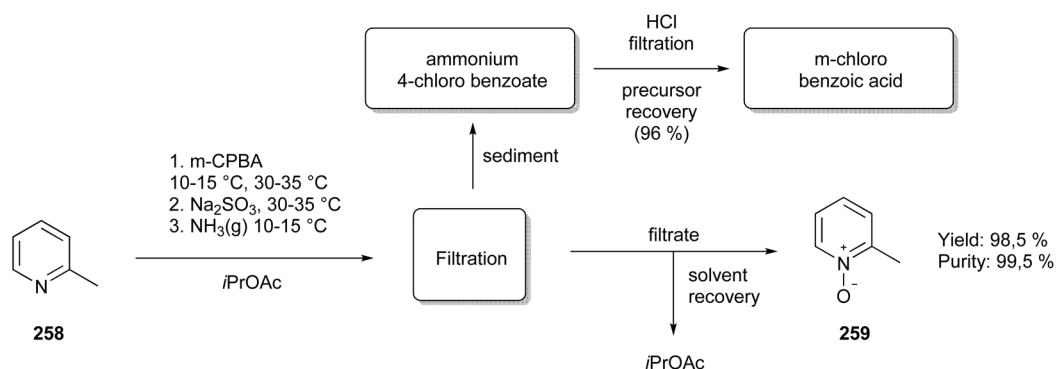 HCl
filtration
ammonium
4-chloro benzoate
m-chloro
benzoic acid
precursor
recovery
(96 %)
sediment
1. m-CPBA
10-15 °C, 30-35 °C
2. Na₂SO₃, 30-35 °C
3. NH₃(g) 10-15 °C
iPrOAc
N
258
Filtration
filtrate
solvent
recovery
iPrOAc
N
+
O
−
259
Yield: 98,5 %
Purity: 99,5 %